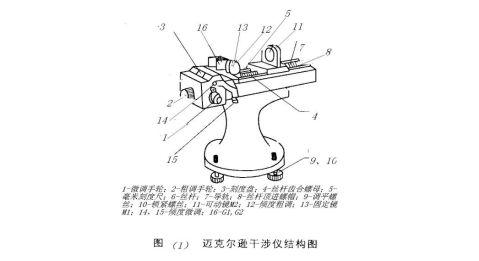 16
13
12
5
11
·3
7
8
2
14
1
15
4
9、10
1-微调手轮；2-粗调手轮；3-刻度盘；4-丝杆齿合螺母；5-
毫米刻度尺；6-丝杆；7-导轨；8-丝杆顶进螺帽；9-调平螺
丝；10-锁紧螺丝；11-可动镜M2；12-倾度粗调；13-固定镜
M1；14，15-倾度微调；16-G1,G2
图 (1) 迈克尔逊干涉仪结构图